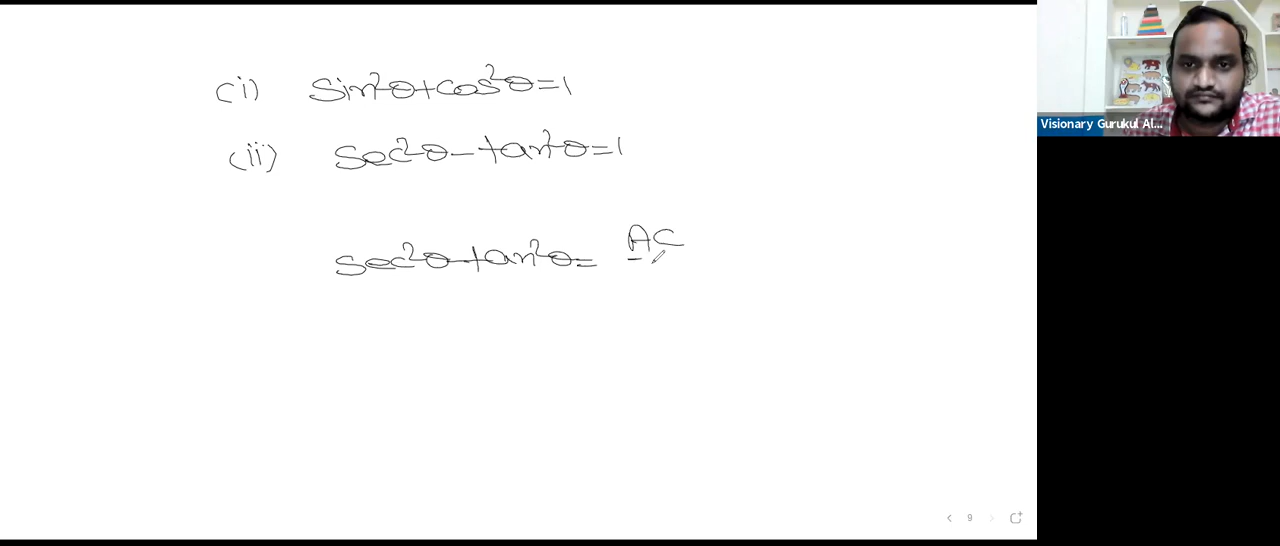 (i) sin²θ+cos²θ=1
Visionary Gurukul Al...
(ii) sec²θ-tan²θ=1
sec²θ-tan²θ= AC
9